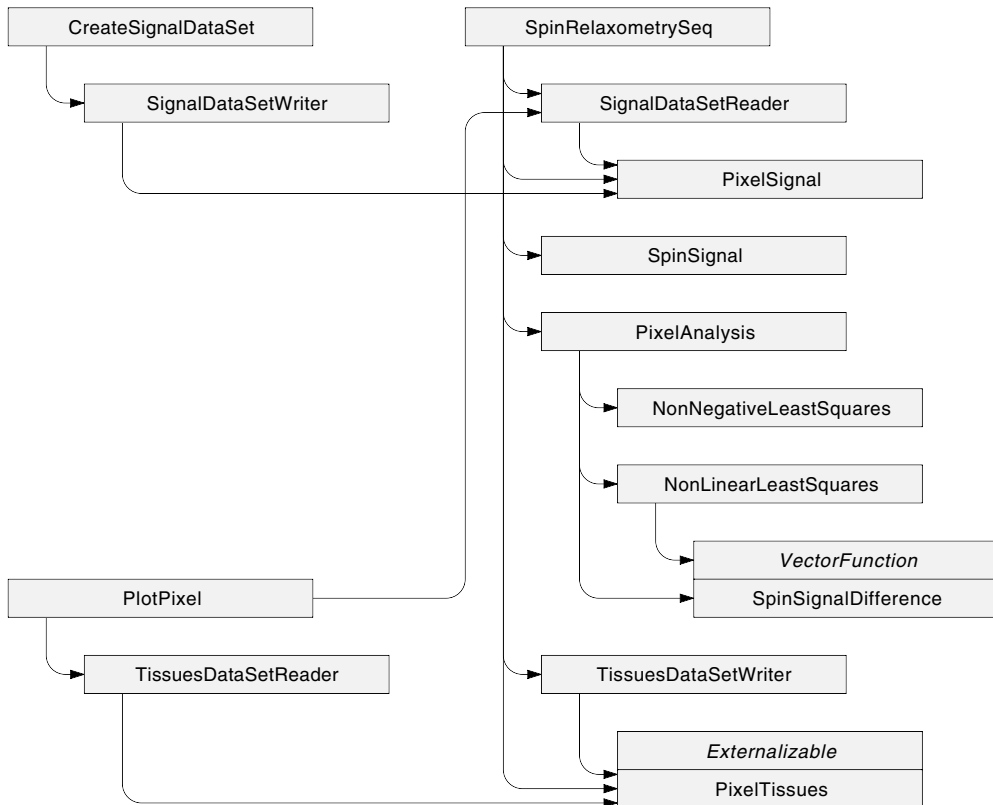 CreateSignalDataSet
SpinRelaxometrySeq
SignalDataSetWriter
SignalDataSetReader
PixelSignal
SpinSignal
PixelAnalysis
NonNegativeLeastSquares
NonLinearLeastSquares
VectorFunction
PlotPixel
SpinSignalDifference
TissuesDataSetReader
TissuesDataSetWriter
Externalizable
PixelTissues